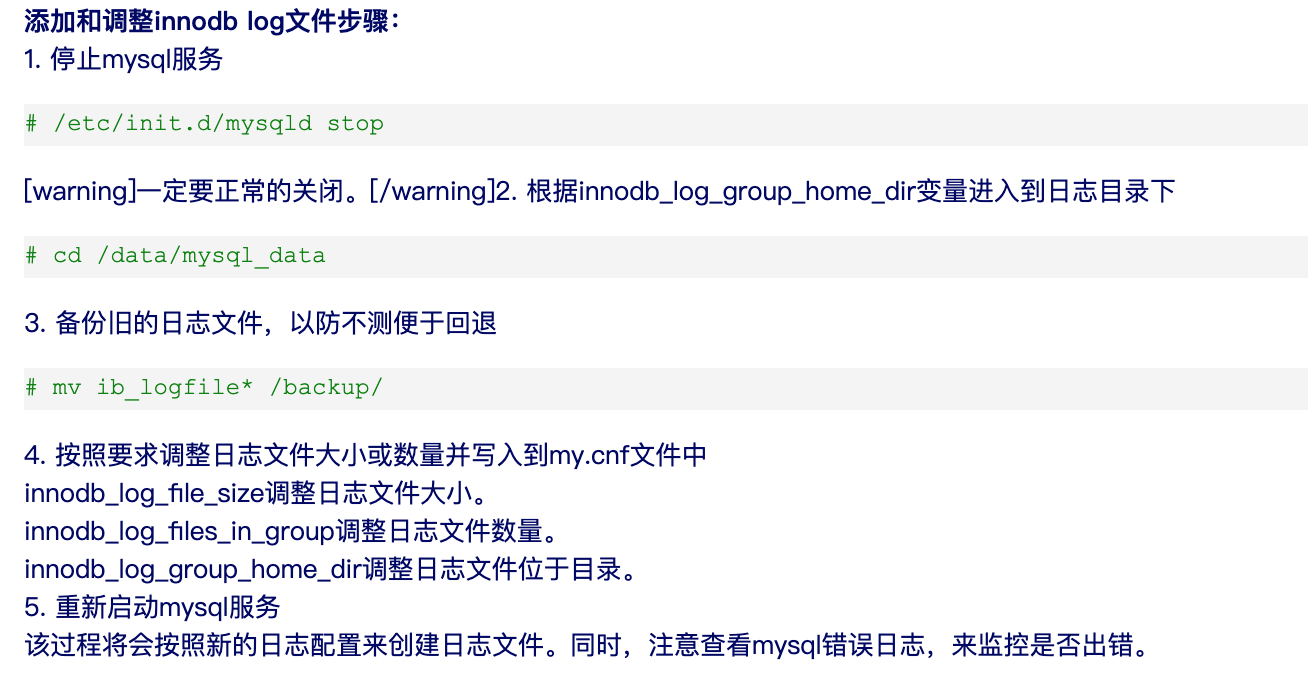 添加和调整innodb log文件步骤：
1. 停止mysql服务
# /etc/init.d/mysqld stop
[warning]一定要正常的关闭。[/warning]2. 根据innodb_log_group_home_dir变量进入到日志目录下
# cd /data/mysql_data
3. 备份旧的日志文件，以防不测便于回退
# mv ib_logfile* /backup/
4. 按照要求调整日志文件大小或数量并写入到my.cnf文件中
innodb_log_file_size调整日志文件大小。
innodb_log_files_in_group调整日志文件数量。
innodb_log_group_home_dir调整日志文件位于目录。
5. 重新启动mysql服务
该过程将会按照新的日志配置来创建日志文件。同时，注意查看mysql错误日志，来监控是否出错。